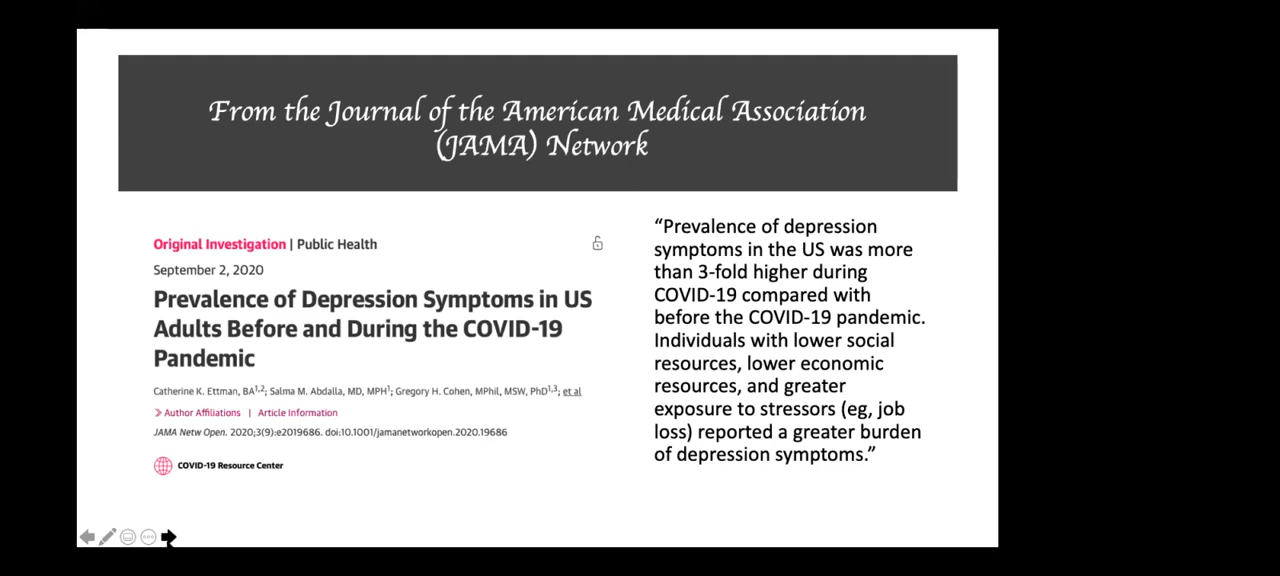 From the Journal of the American Medical Association
(JAMA) Network
Original Investigation | Public Health
September 2, 2020
Prevalence of Depression Symptoms in US
Adults Before and During the COVID-19
Pandemic
Catherine K. Ettman, BA1,2; Salma M. Abdalla, MD, MPH1; Gregory H. Cohen, MPhil, MSW, PhD1,3; et al
» Author Affiliations | Article Information
JAMA Netw Open. 2020;3(9):e2019686. doi:10.1001/jamanetworkopen.2020.19686
COVID-19 Resource Center
“Prevalence of depression
symptoms in the US was more
than 3-fold higher during
COVID-19 compared with
before the COVID-19 pandemic.
Individuals with lower social
resources, lower economic
resources, and greater
exposure to stressors (eg, job
loss) reported a greater burden
of depression symptoms.”